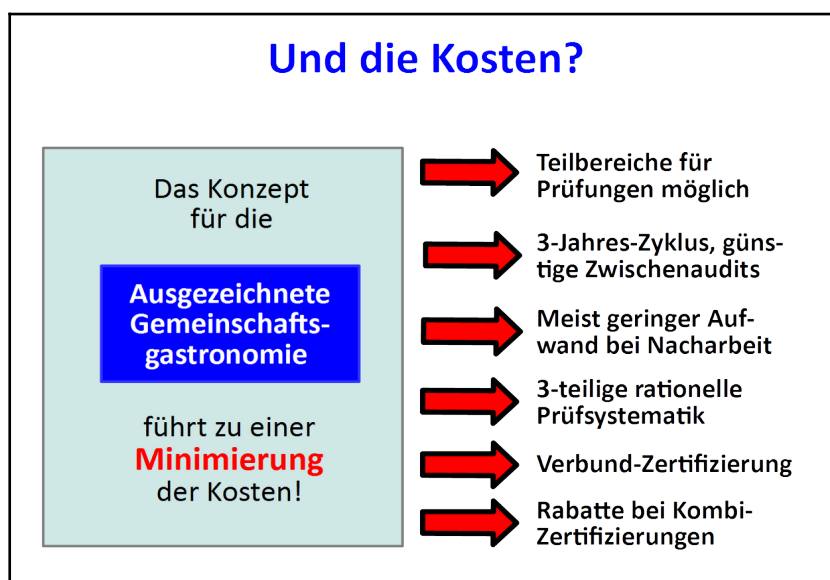 Und die Kosten?
Das Konzept
für die
Ausgezeichnete
Gemeinschafts-
gastronomie
führt zu einer
Minimierung
der Kosten!
Teilbereiche für
Prüfungen möglich
3-Jahres-Zyklus, güns-
tige Zwischenaudits
Meist geringer Auf-
wand bei Nacharbeit
3-teilige rationelle
Prüfsystematik
Verbund-Zertifizierung
Rabatte bei Kombi-
Zertifizierungen